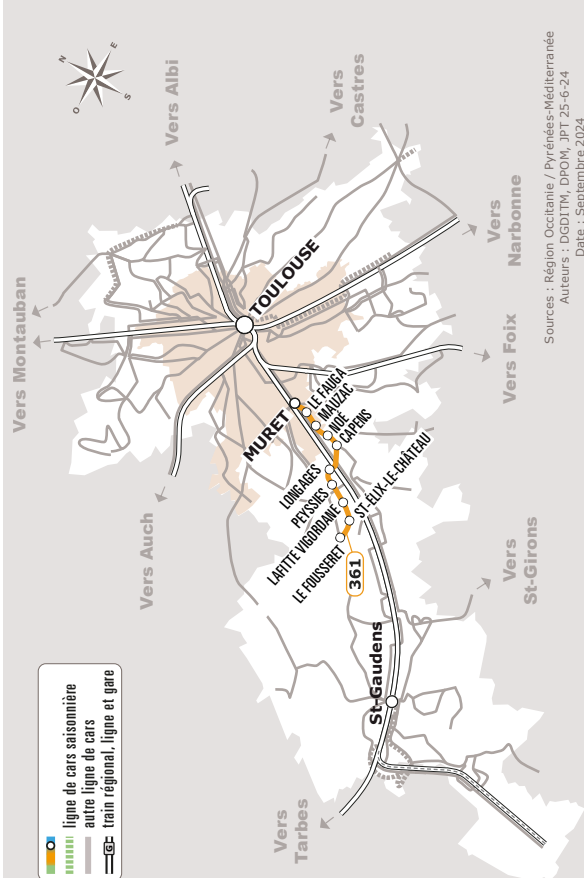 N
E
S
O
Vers Montauban
Vers Albi
Vers
Castres
Vers Auch
TOULOUSE
Vers
Narbonne
MURET
LE FAUGA
MAUZAC
NOÉ
CAPENS
LONGAGES
PEYSSIES
LAFITTE VIGORDANE
ST-ÉLIX-LE-CHÂTEAU
LE FOUSSERET
361
Vers Foix
Vers
St-Girons
St-Gaudens
Vers
Tarbes
ligne de cars saisonnière
autre ligne de cars
G
train régional, ligne et gare
Sources : Région Occitanie / Pyrénées-Méditerranée
Auteurs : DGDITM, DPOM, JPT 25-6-24
Date : Septembre 2024